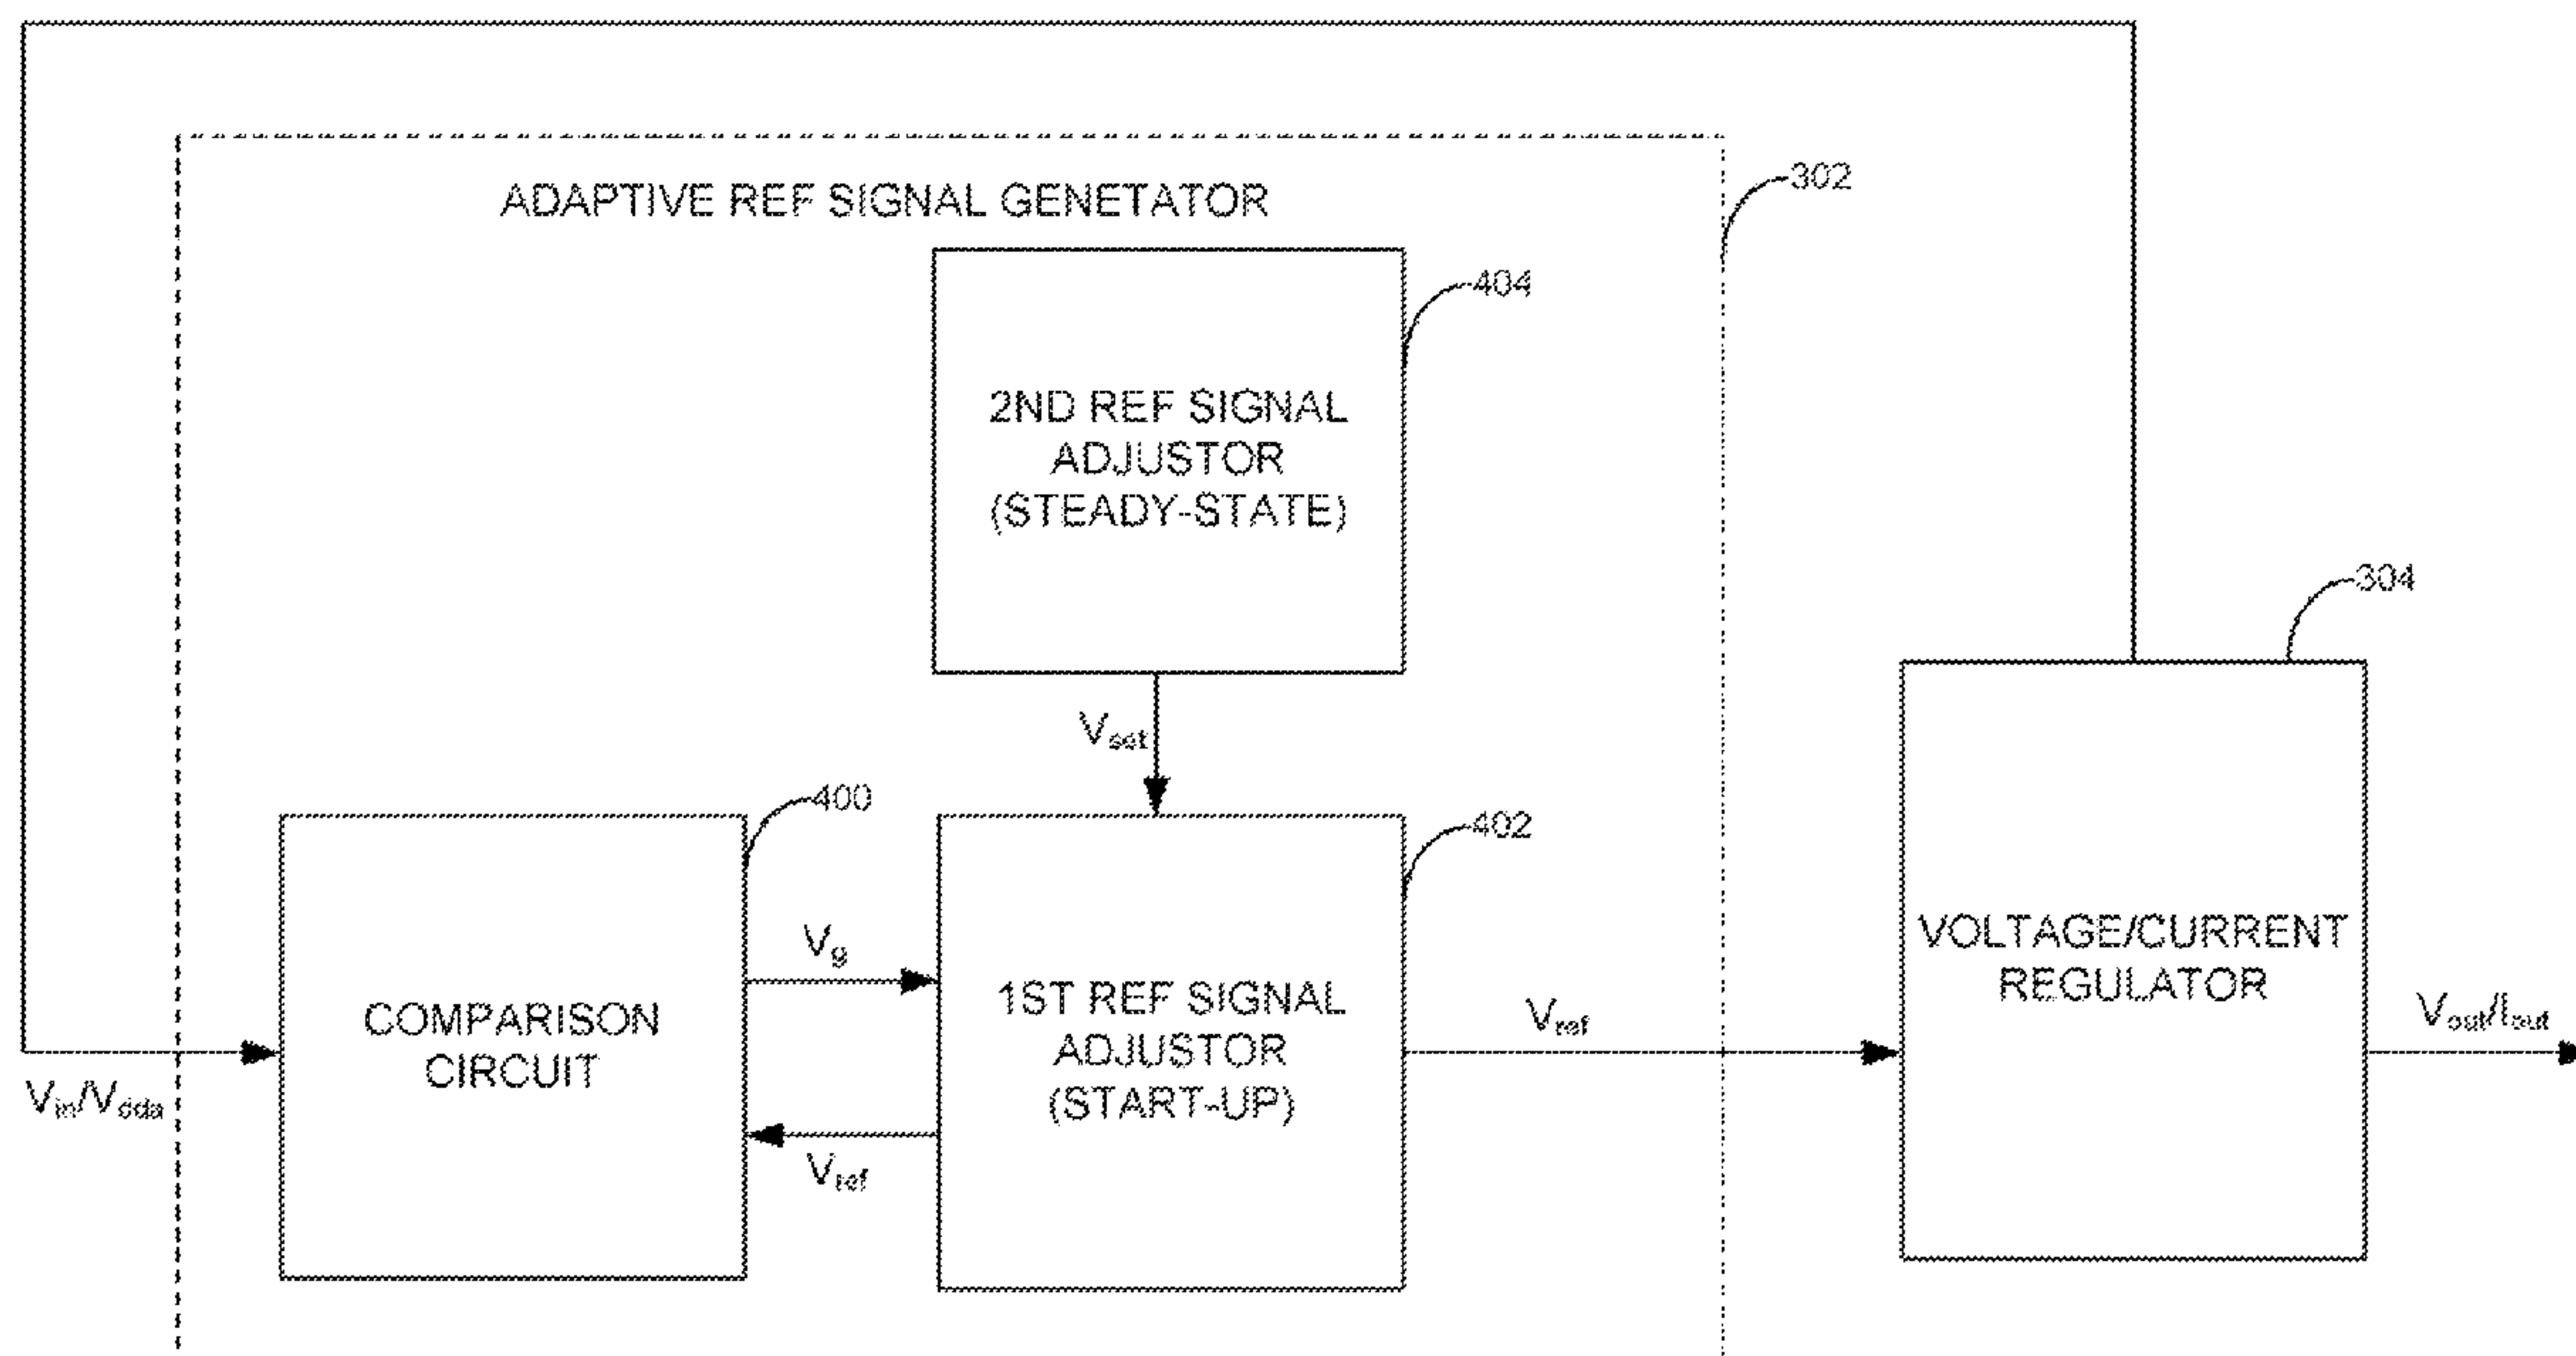 ADAPTIVE REF SIGNAL GENETATOR
302
404
2ND REF SIGNAL
ADJUSTOR
(STEADY-STATE)
304
Vset
400
402
Vg
VOLTAGE/CURRENT
REGULATOR
COMPARISON
CIRCUIT
1ST REF SIGNAL
ADJUSTOR
(START-UP)
Vref
Vout/Iout
Vin/Vdda
Vref